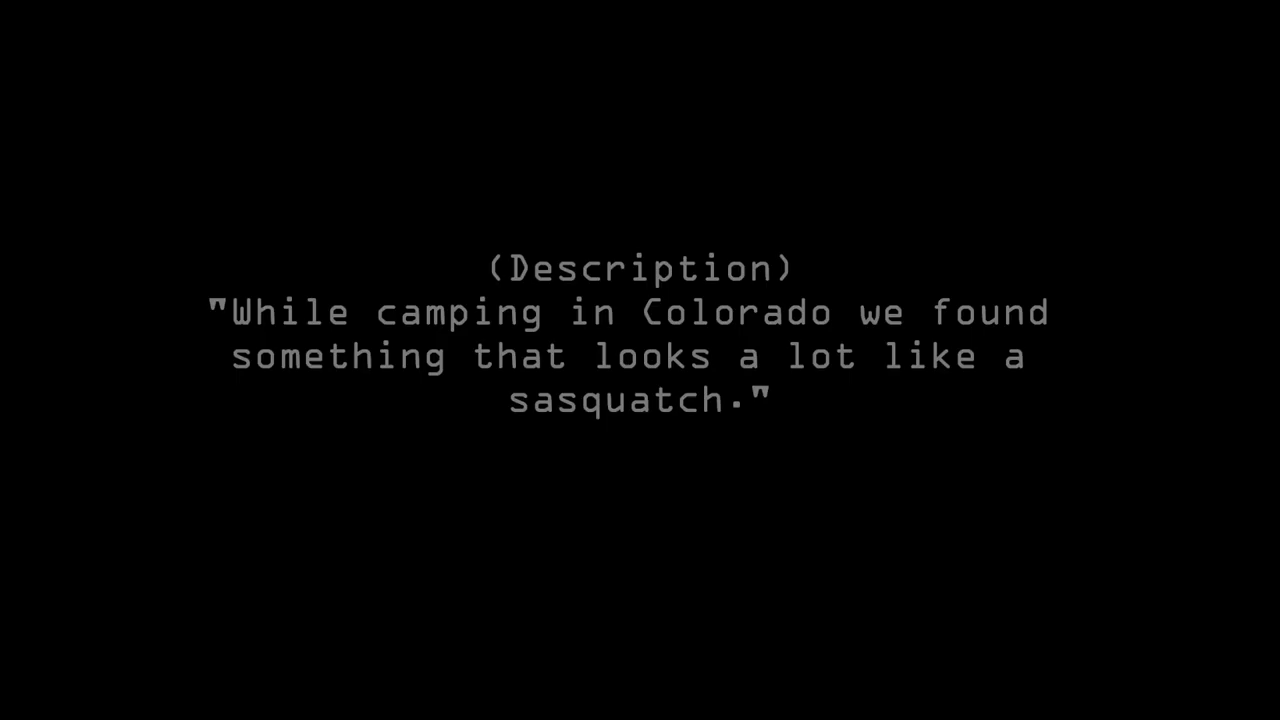 (Description)
"While camping in Colorado we found
something that looks a lot like a
sasquatch."